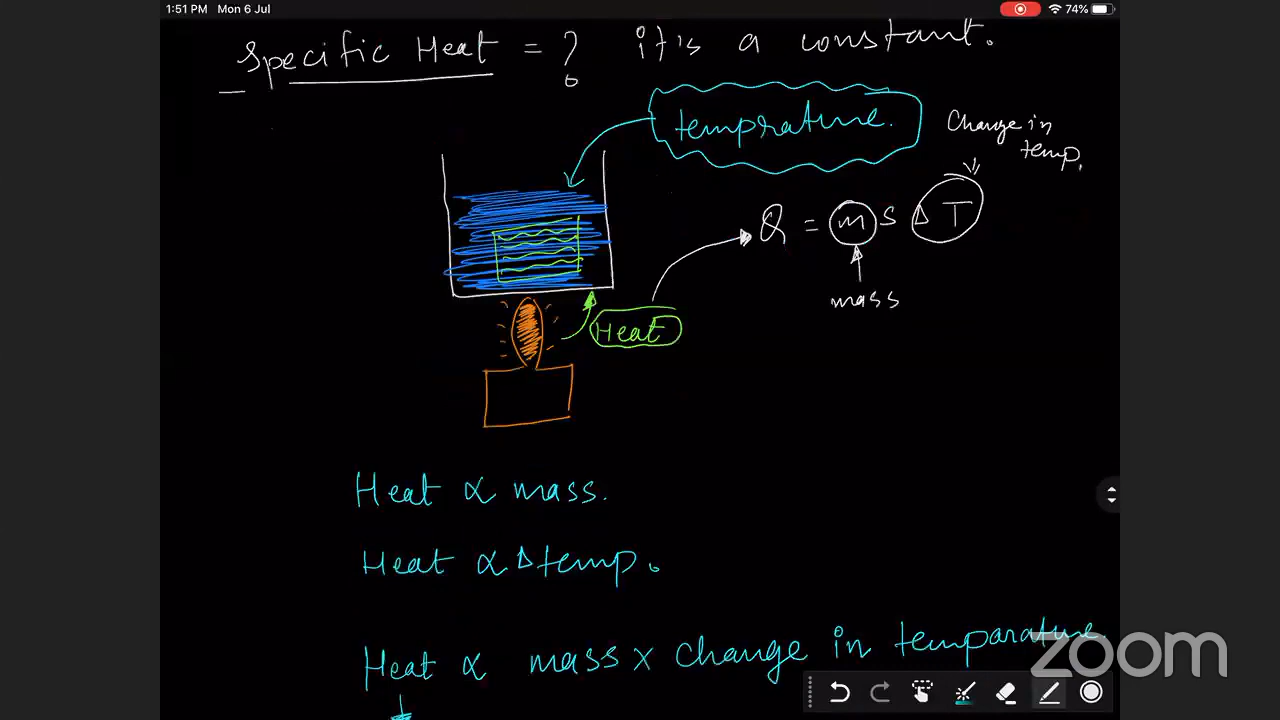 1:51 PM Mon 6 Jul 74%
Specific Heat = ? it's a constant.
temprature.
Change in
temp.
Q = m s Δ T
mass
Heat
Heat ∝ mass.
Heat ∝ Δtemp.
Heat ∝ mass x change in temparature.
zoom